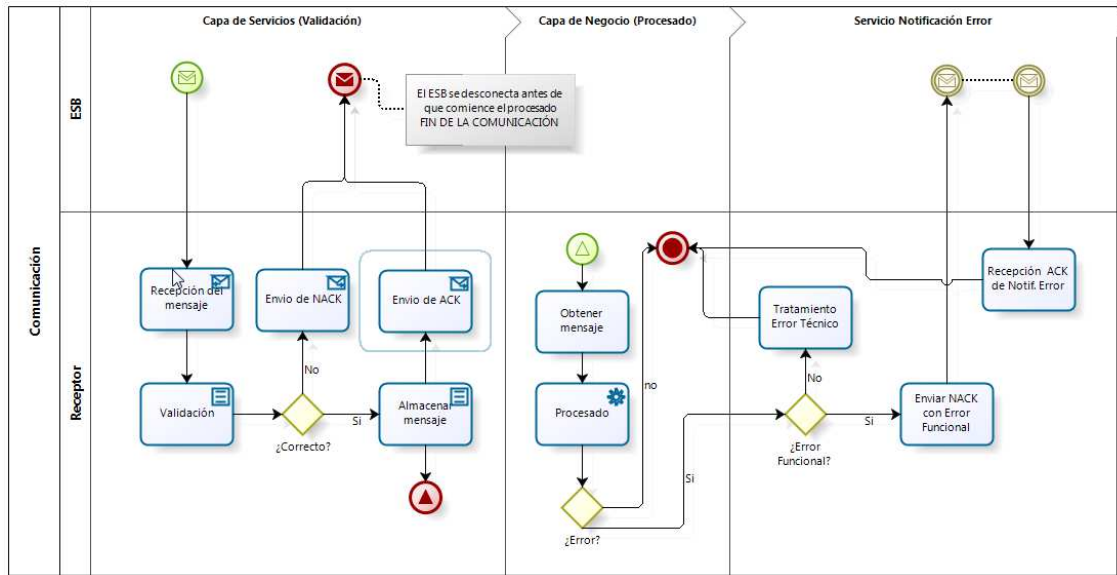 Capa de Servicios (Validación)
Capa de Negocio (Procesado)
Servicio Notificación Error
Comunicación
ESB
El ESB se desconecta antes de
que comience el procesado
FIN DE LA COMUNICACIÓN
Receptor
Recepción del
mensaje
Envio de NACK
Envio de ACK
Validación
No
¿Correcto?
Si
Almacenar
mensaje
Obtener
mensaje
Procesado
no
¿Error?
Si
Tratamiento
Error Técnico
No
¿Error
Funcional?
Si
Enviar NACK
con Error
Funcional
Recepción ACK
de Notif. Error